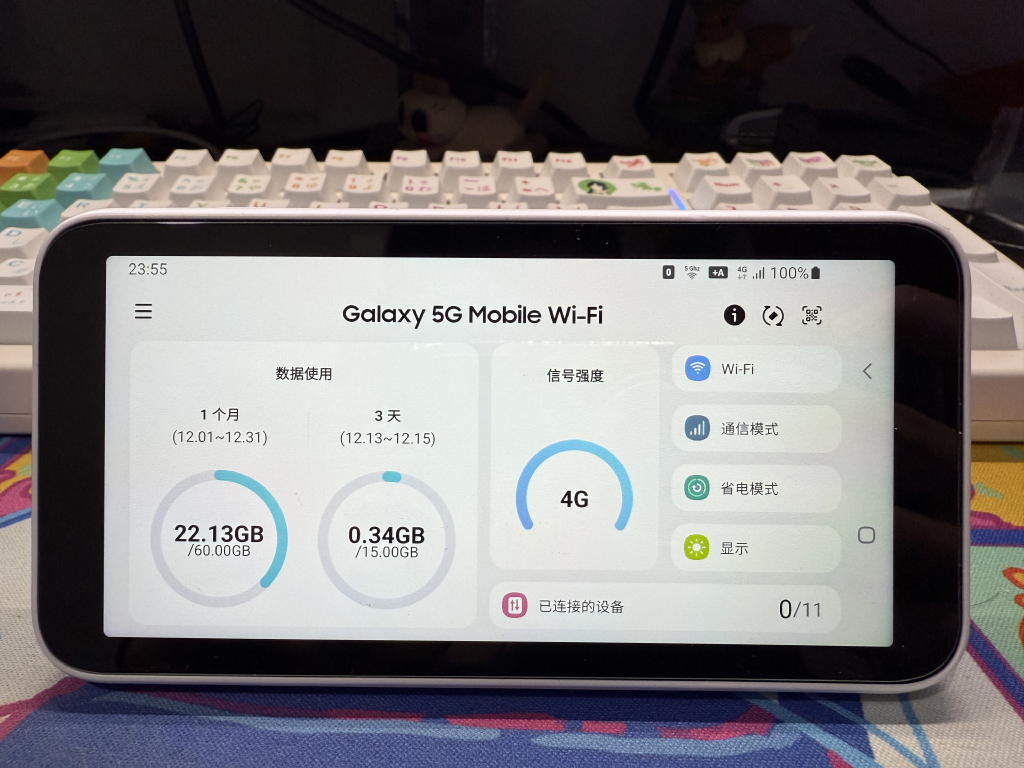 23:55
0 5 Ghz +A 4G 100%
Galaxy 5G Mobile Wi-Fi
数据使用
1 个月
(12.01~12.31)
22.13GB
/60.00GB
3 天
(12.13~12.15)
0.34GB
/15.00GB
信号强度
4G
Wi-Fi
通信模式
省电模式
显示
已连接的设备
0/11